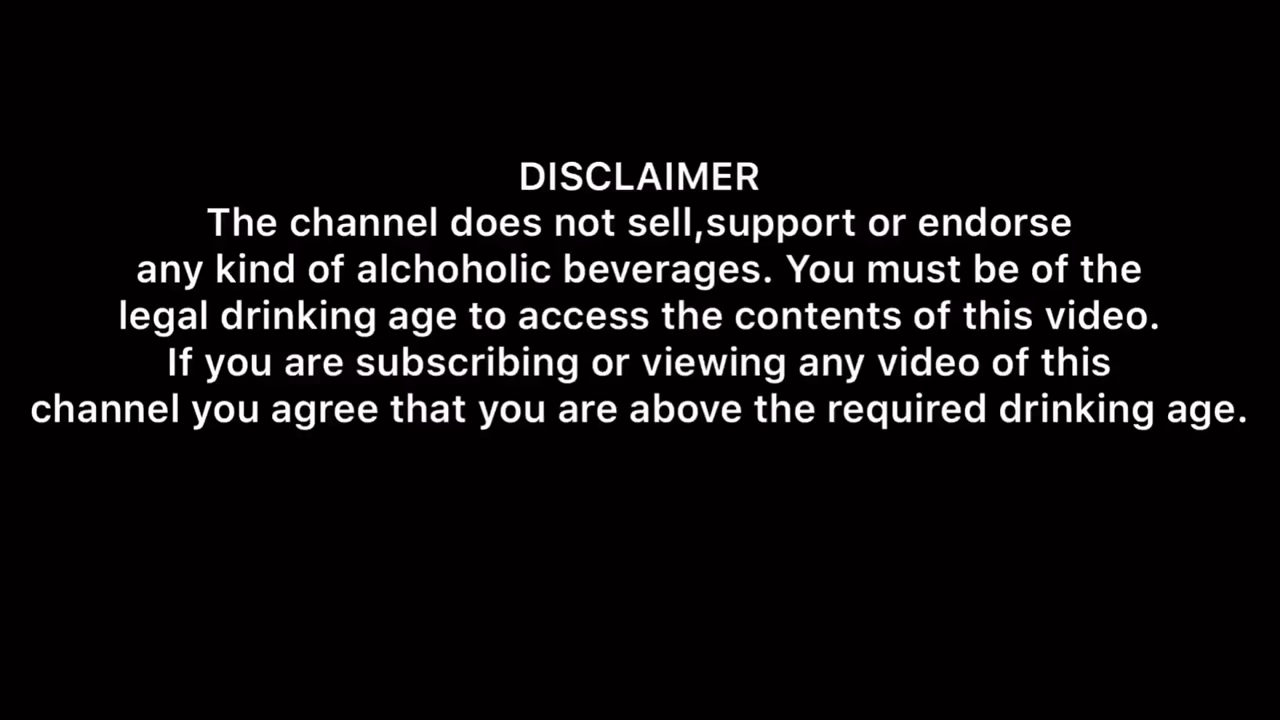 DISCLAIMER
The channel does not sell,support or endorse
any kind of alchoholic beverages. You must be of the
legal drinking age to access the contents of this video.
If you are subscribing or viewing any video of this
channel you agree that you are above the required drinking age.